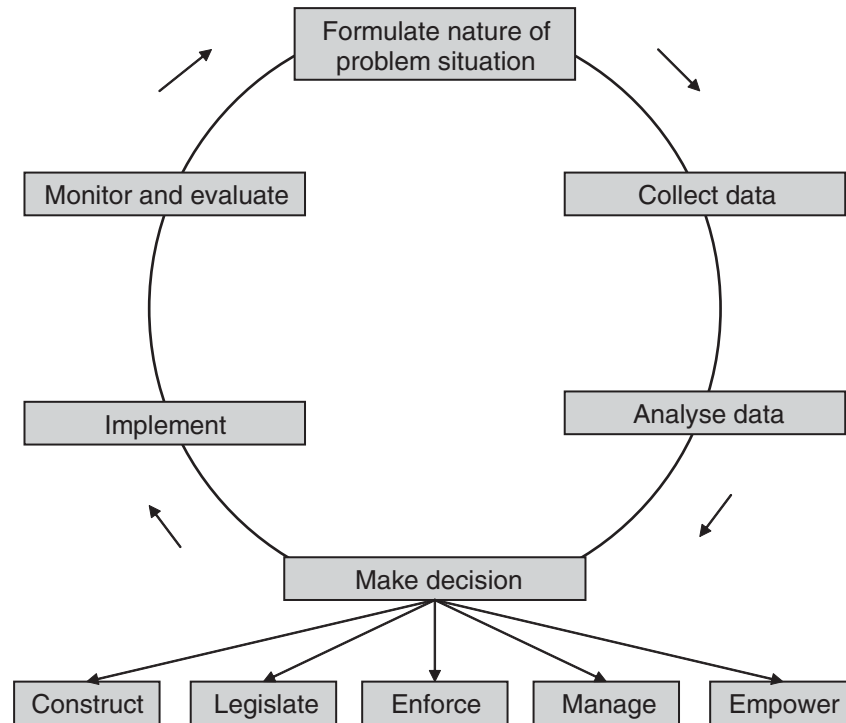 Formulate nature of
problem situation
Monitor and evaluate
Collect data
Implement
Analyse data
Make decision
Construct
Legislate
Enforce
Manage
Empower